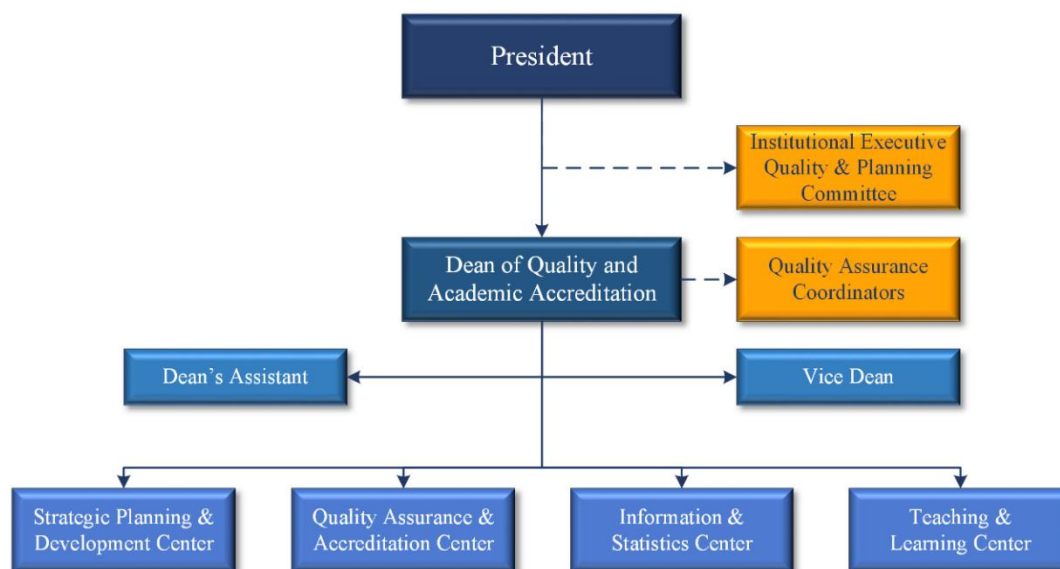 President
Institutional Executive
Quality & Planning
Committee
Dean of Quality and
Academic Accreditation
Quality Assurance
Coordinators
Dean’s Assistant
Vice Dean
Strategic Planning &
Development Center
Quality Assurance &
Accreditation Center
Information &
Statistics Center
Teaching &
Learning Center